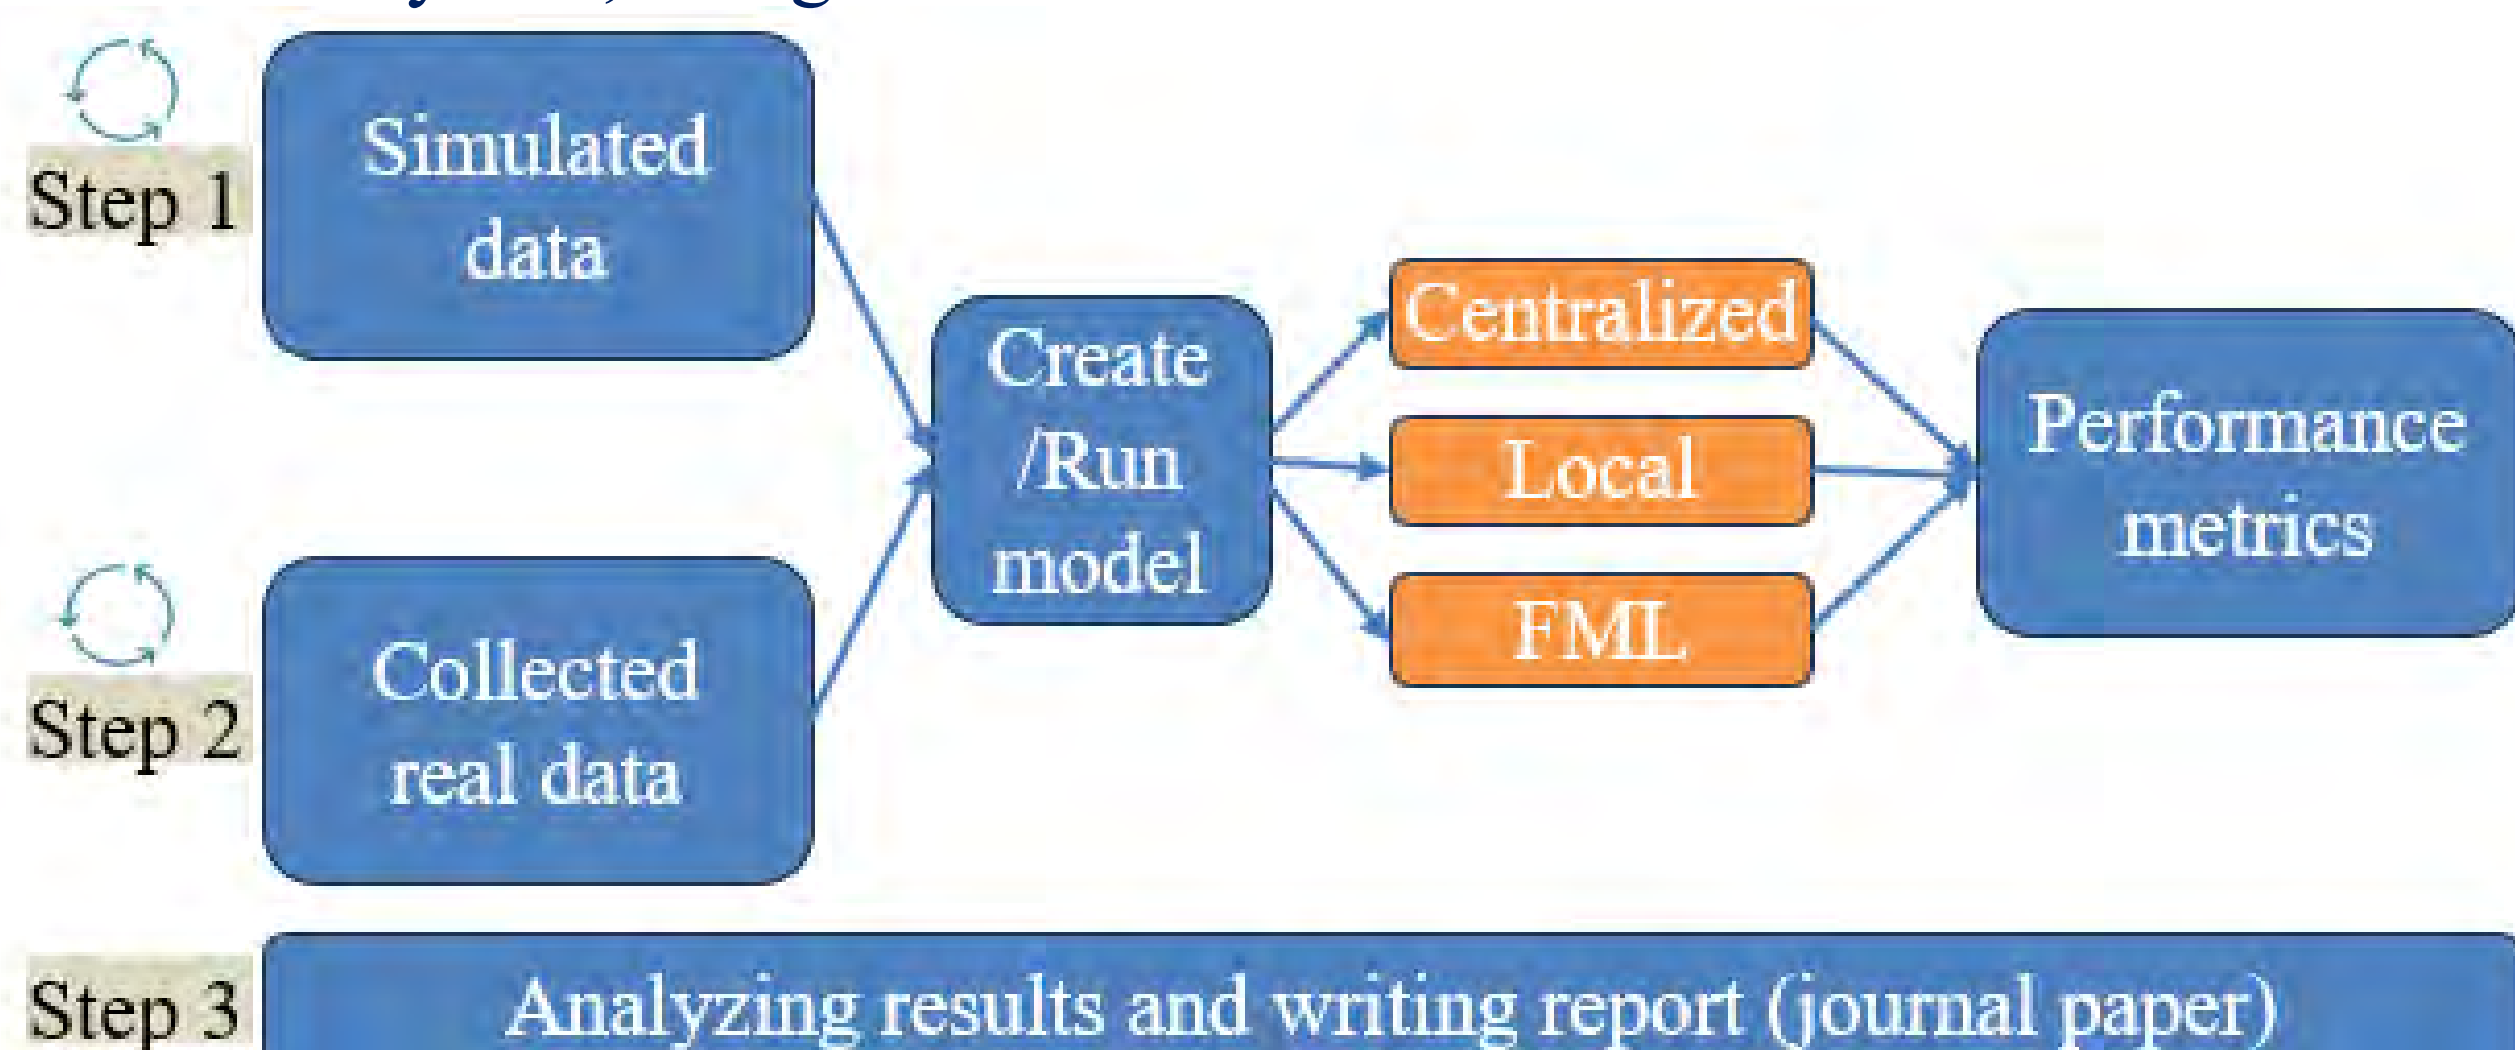 Step 1
Simulated
data
Step 2
Collected
real data
Create
/Run
model
Centralized
Local
FML
Performance
metrics
Step 3
Analyzing results and writing report (journal paper)